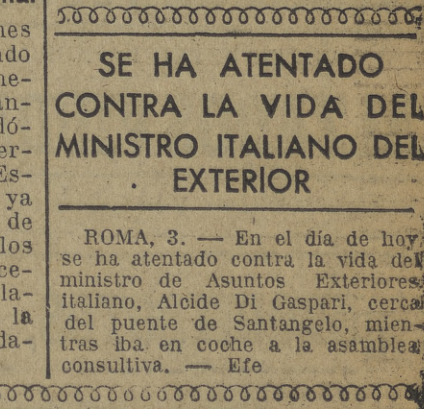 nes
ado
ne-
an-
dó-
er-
Es-
ya
de
los
ce-
la-
la
da-
SE HA ATENTADO
CONTRA LA VIDA DEL
MINISTRO ITALIANO DEL
EXTERIOR
ROMA, 3. — En el día de hoy,
se ha atentado contra la vida del
ministro de Asuntos Exteriores
italiano, Alcide Di Gaspari, cerca
del puente de Santangelo, mien-
tras iba en coche a la asamblea
consultiva. — Efe